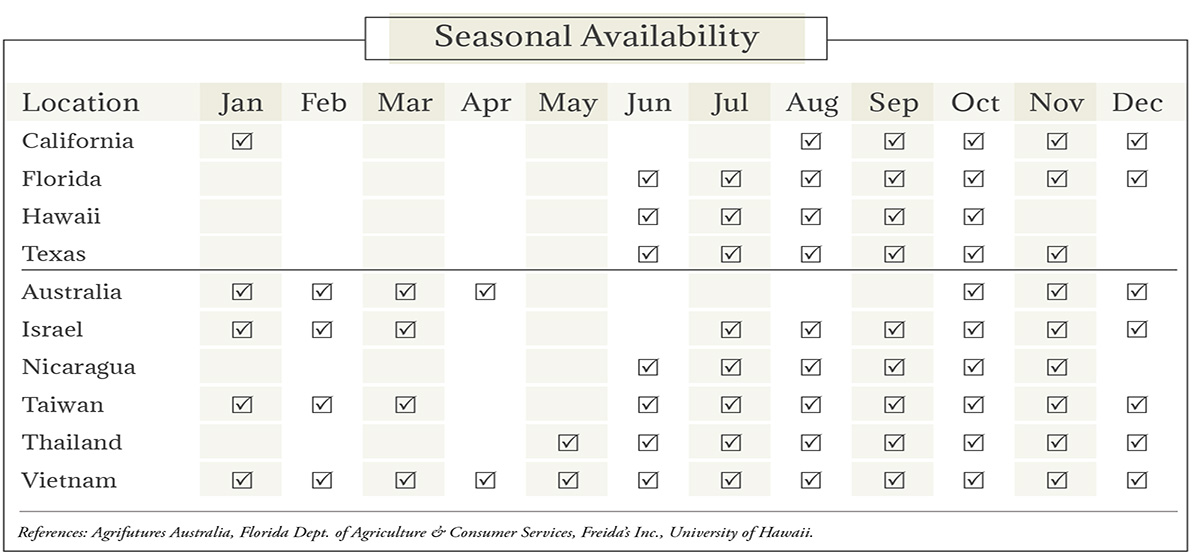 Seasonal Availability
Location Jan Feb Mar Apr May Jun Jul Aug Sep Oct Nov Dec
California ☑ ☑ ☑ ☑ ☑ ☑
Florida ☑ ☑ ☑ ☑ ☑ ☑ ☑
Hawaii ☑ ☑ ☑ ☑ ☑
Texas ☑ ☑ ☑ ☑ ☑ ☑
Australia ☑ ☑ ☑ ☑ ☑ ☑ ☑
Israel ☑ ☑ ☑ ☑ ☑ ☑ ☑ ☑ ☑
Nicaragua ☑ ☑ ☑ ☑ ☑ ☑
Taiwan ☑ ☑ ☑ ☑ ☑ ☑ ☑ ☑ ☑ ☑
Thailand ☑ ☑ ☑ ☑ ☑ ☑ ☑ ☑
Vietnam ☑ ☑ ☑ ☑ ☑ ☑ ☑ ☑ ☑ ☑ ☑ ☑
References: Agrifutures Australia, Florida Dept. of Agriculture & Consumer Services, Freida's Inc., University of Hawaii.